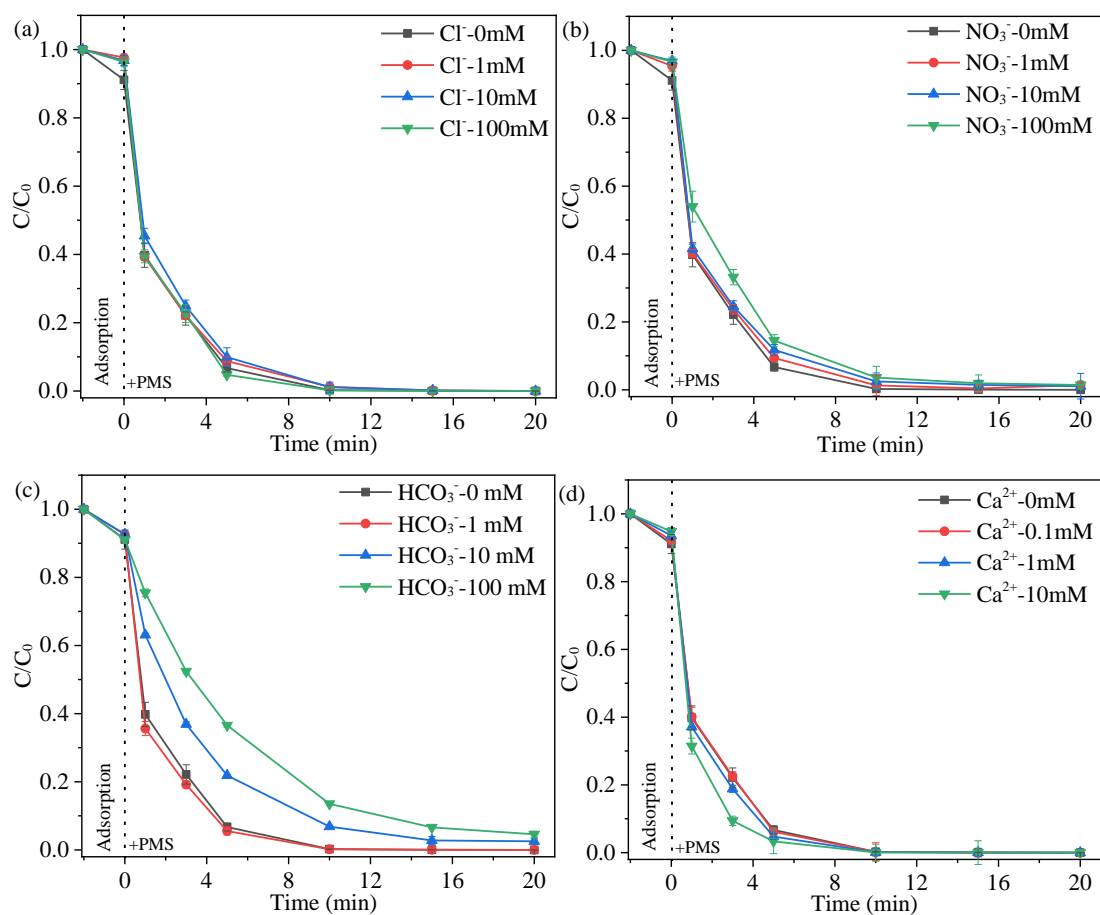 (a)
Cl⁻-0mM
Cl⁻-1mM
Cl⁻-10mM
Cl⁻-100mM
1.0
0.8
0.6
0.4
0.2
0.0
C/C₀
Adsorption
+PMS
0 4 8 12 16 20
Time (min)
(b)
NO₃⁻-0mM
NO₃⁻-1mM
NO₃⁻-10mM
NO₃⁻-100mM
1.0
0.8
0.6
0.4
0.2
0.0
C/C₀
Adsorption
+PMS
0 4 8 12 16 20
Time (min)
(c)
HCO₃⁻-0 mM
HCO₃⁻-1 mM
HCO₃⁻-10 mM
HCO₃⁻-100 mM
1.0
0.8
0.6
0.4
0.2
0.0
C/C₀
Adsorption
+PMS
0 4 8 12 16 20
Time (min)
(d)
Ca²⁺-0mM
Ca²⁺-0.1mM
Ca²⁺-1mM
Ca²⁺-10mM
1.0
0.8
0.6
0.4
0.2
0.0
C/C₀
Adsorption
+PMS
0 4 8 12 16 20
Time (min)